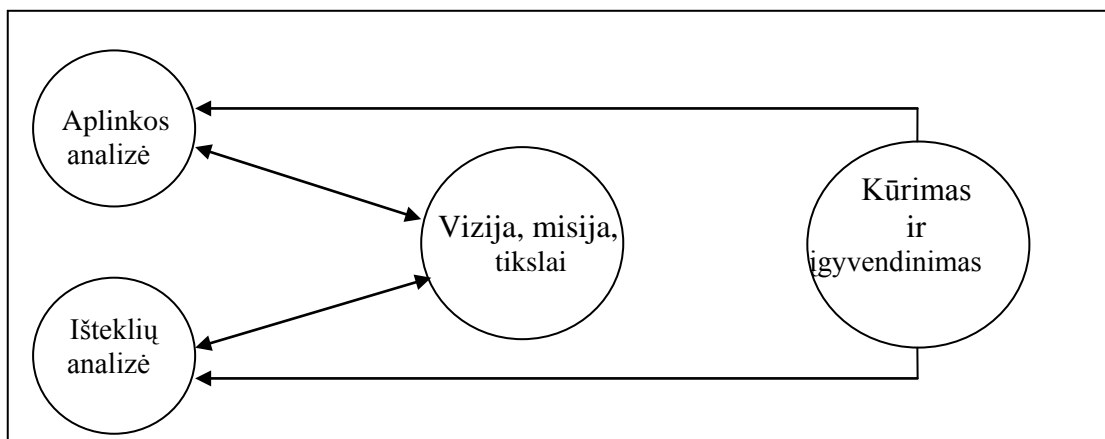 Aplinkos
analizė
Vizija, misija,
tikslai
Kūrimas
ir
įgyvendinimas
Išteklių
analizė